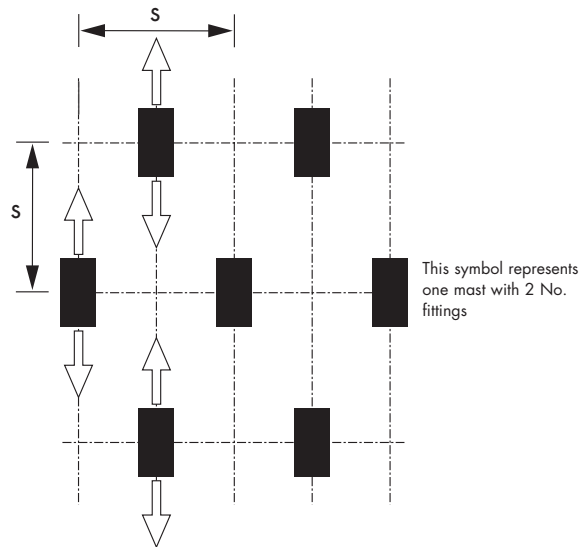 S
S
This symbol represents
one mast with 2 No.
fittings